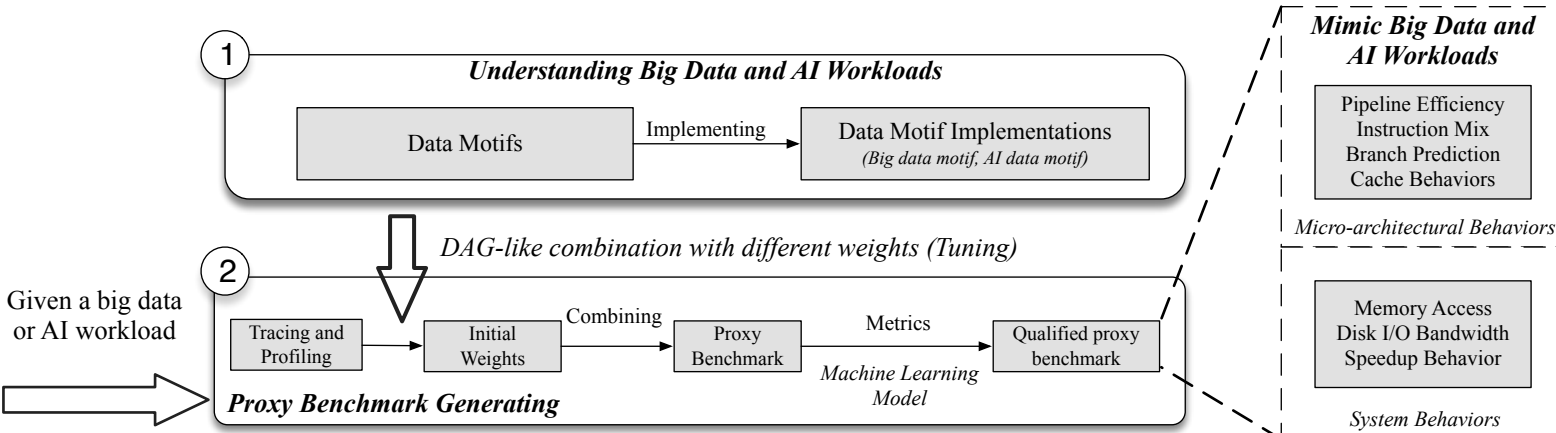 1
Understanding Big Data and AI Workloads
Data Motifs
Implementing
Data Motif Implementations
(Big data motif, AI data motif)
DAG-like combination with different weights (Tuning)
2
Given a big data
or AI workload
Tracing and
Profiling
Initial
Weights
Combining
Proxy
Benchmark
Metrics
Machine Learning
Model
Qualified proxy
benchmark
Proxy Benchmark Generating
Mimic Big Data and
AI Workloads
Pipeline Efficiency
Instruction Mix
Branch Prediction
Cache Behaviors
Micro-architectural Behaviors
Memory Access
Disk I/O Bandwidth
Speedup Behavior
System Behaviors